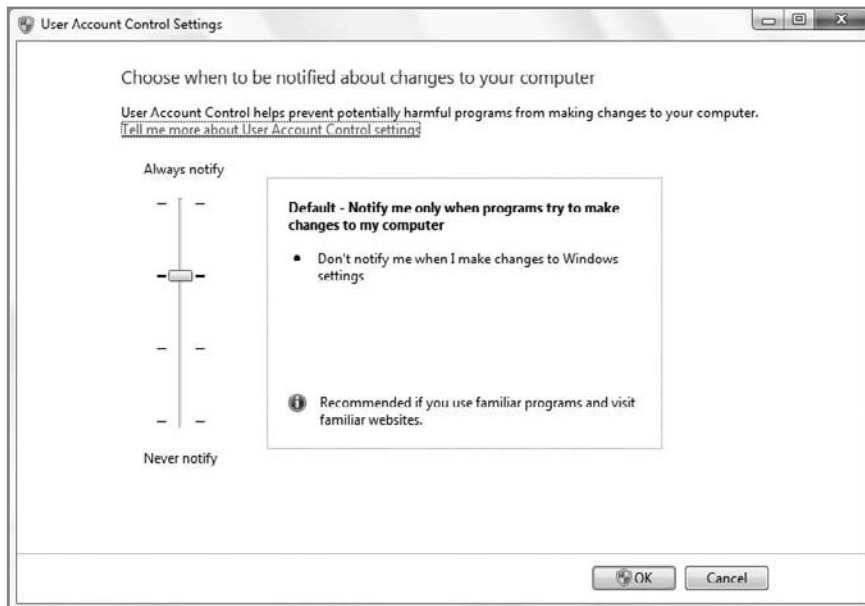 User Account Control Settings
Choose when to be notified about changes to your computer
User Account Control helps prevent potentially harmful programs from making changes to your computer.
Tell me more about User Account Control settings
Always notify
Default - Notify me only when programs try to make
changes to my computer
• Don't notify me when I make changes to Windows
settings
Recommended if you use familiar programs and visit
familiar websites.
Never notify
OK
Cancel